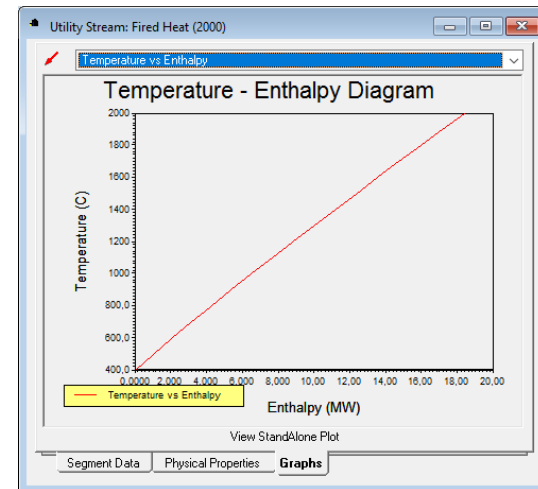 Utility Stream: Fired Heat (2000)
Temperature vs Enthalpy
Temperature - Enthalpy Diagram
2000
1800
1600
1400
1200
1000
800,0
600,0
400,0
Temperature (C)
0,0000 2,000 4,000 6,000 8,000 10,00 12,00 14,00 16,00 18,00 20,00
Temperature vs Enthalpy
Enthalpy (MW)
View StandAlone Plot
Segment Data Physical Properties Graphs